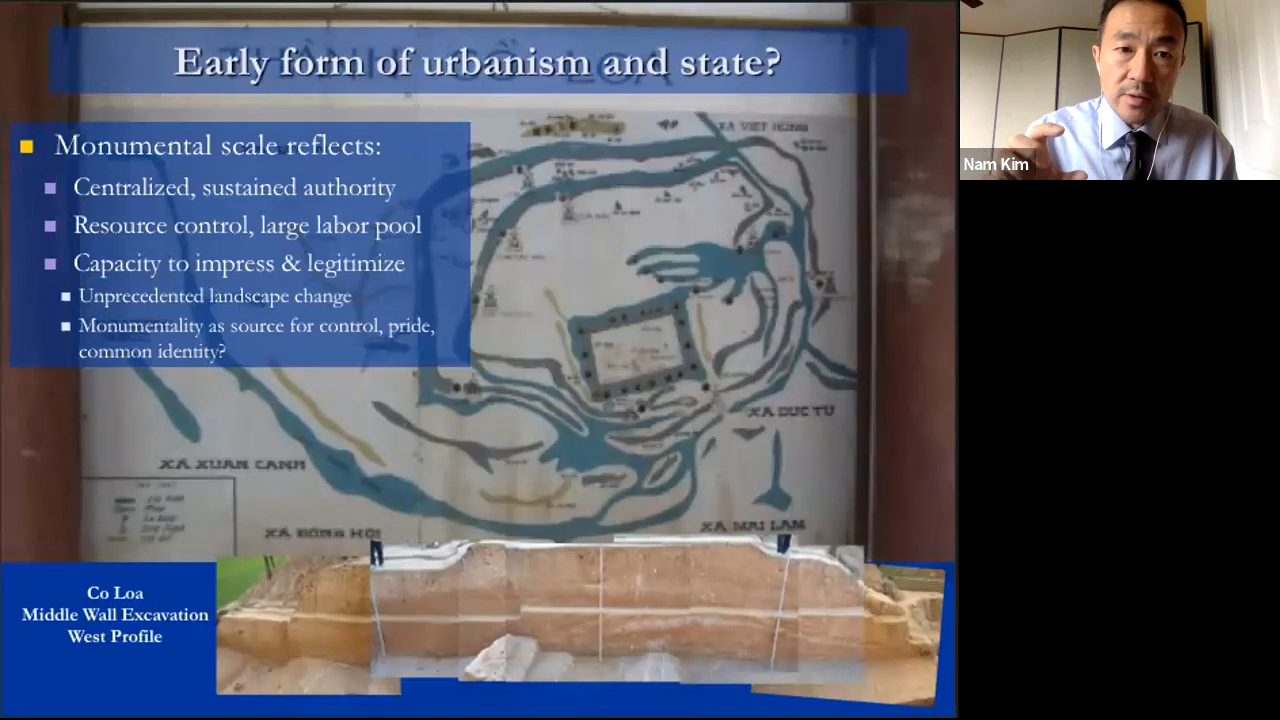 Early form of urbanism and state?
Monumental scale reflects:
Centralized, sustained authority
Resource control, large labor pool
Capacity to impress & legitimize
Unprecedented landscape change
Monumentality as source for control, pride,
common identity?
XÃ VIỆT HÙNG
XÃ DỤC TÚ
XÃ XUÂN CANH
XÃ ĐÔNG HỘI
XÃ MAI LÂM
Co Loa
Middle Wall Excavation
West Profile
Nam Kim